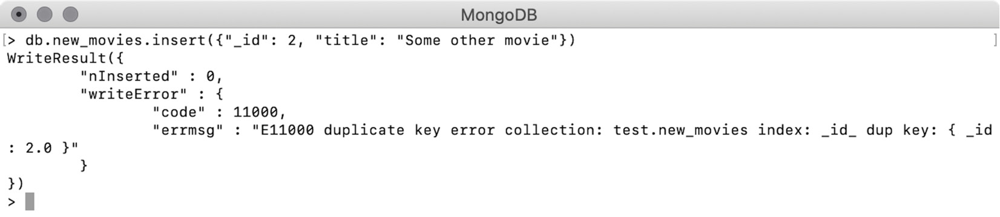 MongoDB
[> db.new_movies.insert({"_id": 2, "title": "Some other movie"}) ]
WriteResult({
        "nInserted" : 0,
        "writeError" : {
                "code" : 11000,
                "errmsg" : "E11000 duplicate key error collection: test.new_movies index: _id_ dup key: { _id
: 2.0 }"
        }
})
>